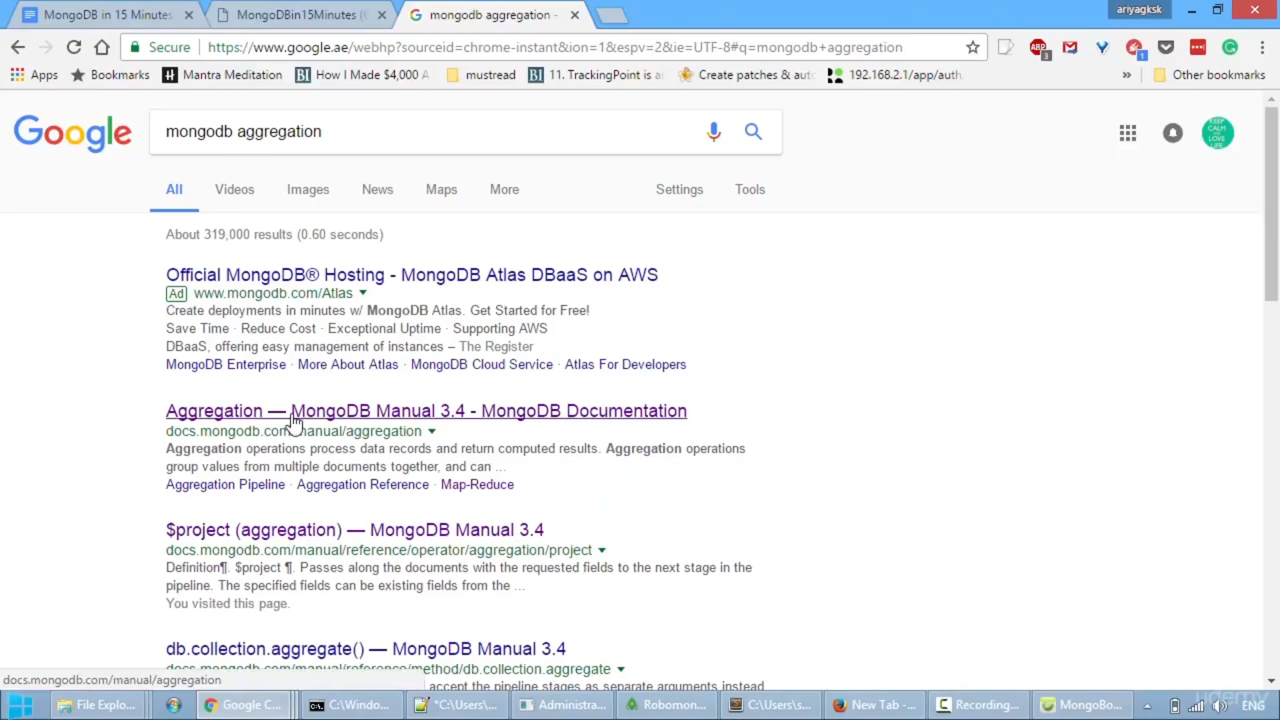 MongoDB in 15 Minutes
MongoDBin15Minutes (
mongodb aggregation -
ariyagksk
Secure
https://www.google.ae/webhp?sourceid=chrome-instant&ion=1&espv=2&ie=UTF-8#q=mongodb+aggregation
ABP
3
1
Apps
Bookmarks
Mantra Meditation
How I Made $4,000 A
mustread
11. TrackingPoint is
Create patches & auto
192.168.2.1/app/auth
»
Other bookmarks
Google
mongodb aggregation
KEEP CALM AND LOVE LIFE
All
Videos
Images
News
Maps
More
Settings
Tools
About 319,000 results (0.60 seconds)
Official MongoDB® Hosting - MongoDB Atlas DBaaS on AWS
Ad www.mongodb.com/Atlas
Create deployments in minutes w/ MongoDB Atlas. Get Started for Free!
Save Time · Reduce Cost · Exceptional Uptime · Supporting AWS
DBaaS, offering easy management of instances – The Register
MongoDB Enterprise · More About Atlas · MongoDB Cloud Service · Atlas For Developers
Aggregation — MongoDB Manual 3.4 - MongoDB Documentation
docs.mongodb.com/manual/aggregation
Aggregation operations process data records and return computed results. Aggregation operations
group values from multiple documents together, and can ...
Aggregation Pipeline · Aggregation Reference · Map-Reduce
$project (aggregation) — MongoDB Manual 3.4
docs.mongodb.com/manual/reference/operator/aggregation/project
Definition¶. $project ¶. Passes along the documents with the requested fields to the next stage in the
pipeline. The specified fields can be existing fields from the ...
You visited this page.
db.collection.aggregate() — MongoDB Manual 3.4
docs.mongodb.com/manual/reference/method/db.collection.aggregate
accept the pipeline stages as separate arguments instead
docs.mongodb.com/manual/aggregation
File Explo...
Google C...
C:\Windo...
"C:\Users\...
Administra...
Robomon...
C:\Users\s...
New Tab -...
Recording...
MongoBo...
ENG
udemy